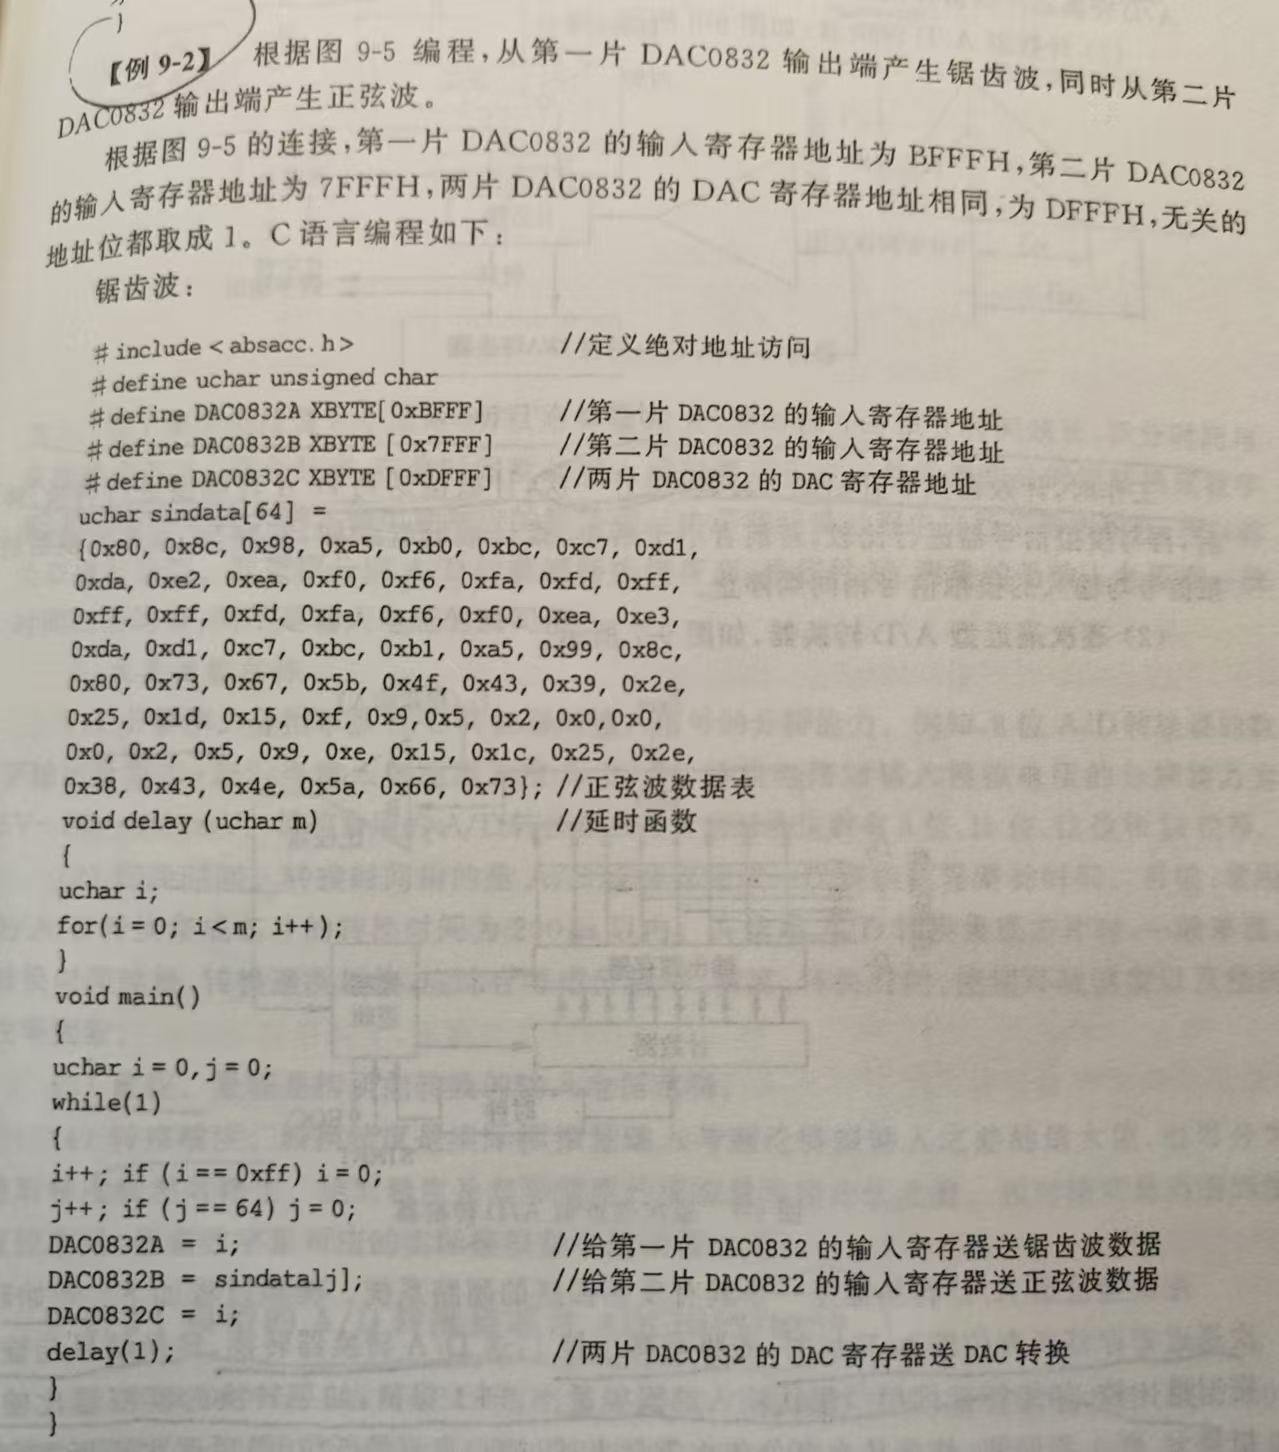 }
【例 9-2】 根据图 9-5 编程,从第一片 DAC0832 输出端产生锯齿波,同时从第二片
DAC0832 输出端产生正弦波。
根据图 9-5 的连接,第一片 DAC0832 的输入寄存器地址为 BFFFH,第二片 DAC0832
的输入寄存器地址为 7FFFH,两片 DAC0832 的 DAC 寄存器地址相同,为 DFFFH,无关的
地址位都取成 1。C 语言编程如下:
锯齿波:
#include <absacc.h> //定义绝对地址访问
#define uchar unsigned char
#define DAC0832A XBYTE[0xBFFF] //第一片 DAC0832 的输入寄存器地址
#define DAC0832B XBYTE [0x7FFF] //第二片 DAC0832 的输入寄存器地址
#define DAC0832C XBYTE [0xDFFF] //两片 DAC0832 的 DAC 寄存器地址
uchar sindata[64] =
{0x80, 0x8c, 0x98, 0xa5, 0xb0, 0xbc, 0xc7, 0xd1,
0xda, 0xe2, 0xea, 0xf0, 0xf6, 0xfa, 0xfd, 0xff,
0xff, 0xff, 0xfd, 0xfa, 0xf6, 0xf0, 0xea, 0xe3,
0xda, 0xd1, 0xc7, 0xbc, 0xb1, 0xa5, 0x99, 0x8c,
0x80, 0x73, 0x67, 0x5b, 0x4f, 0x43, 0x39, 0x2e,
0x25, 0x1d, 0x15, 0xf, 0x9,0x5, 0x2, 0x0,0x0,
0x0, 0x2, 0x5, 0x9, 0xe, 0x15, 0x1c, 0x25, 0x2e,
0x38, 0x43, 0x4e, 0x5a, 0x66, 0x73}; //正弦波数据表
void delay (uchar m) //延时函数
{
uchar i;
for(i=0; i<m; i++);
}
void main()
{
uchar i=0,j=0;
while(1)
{
i++; if (i==0xff) i=0;
j++; if (j==64) j=0;
DAC0832A = i; //给第一片 DAC0832 的输入寄存器送锯齿波数据
DAC0832B = sindatalj]; //给第二片 DAC0832 的输入寄存器送正弦波数据
DAC0832C = i;
delay(1); //两片 DAC0832 的 DAC 寄存器送 DAC 转换
}
}